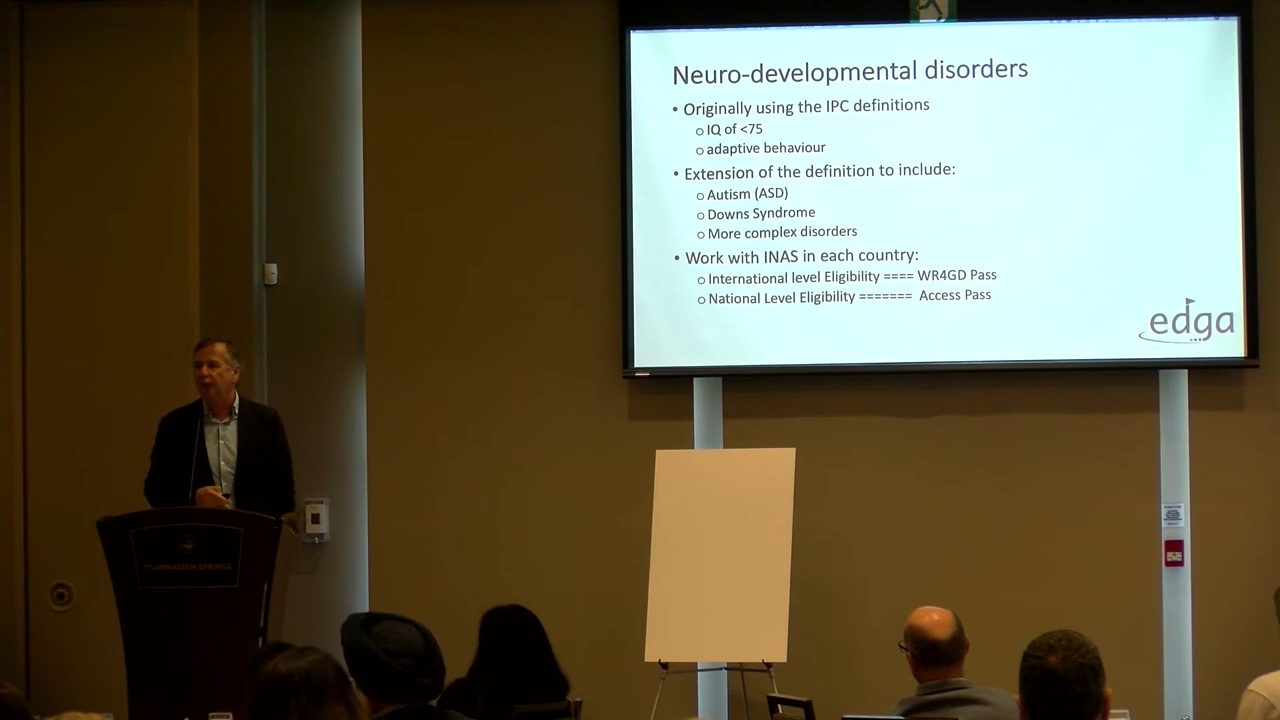 Neuro-developmental disorders
• Originally using the IPC definitions
o IQ of <75
o adaptive behaviour
• Extension of the definition to include:
o Autism (ASD)
o Downs Syndrome
o More complex disorders
• Work with INAS in each country:
o International level Eligibility ==== WR4GD Pass
o National Level Eligibility ======= Access Pass
edga
TSAWWASSEN SPRINGS